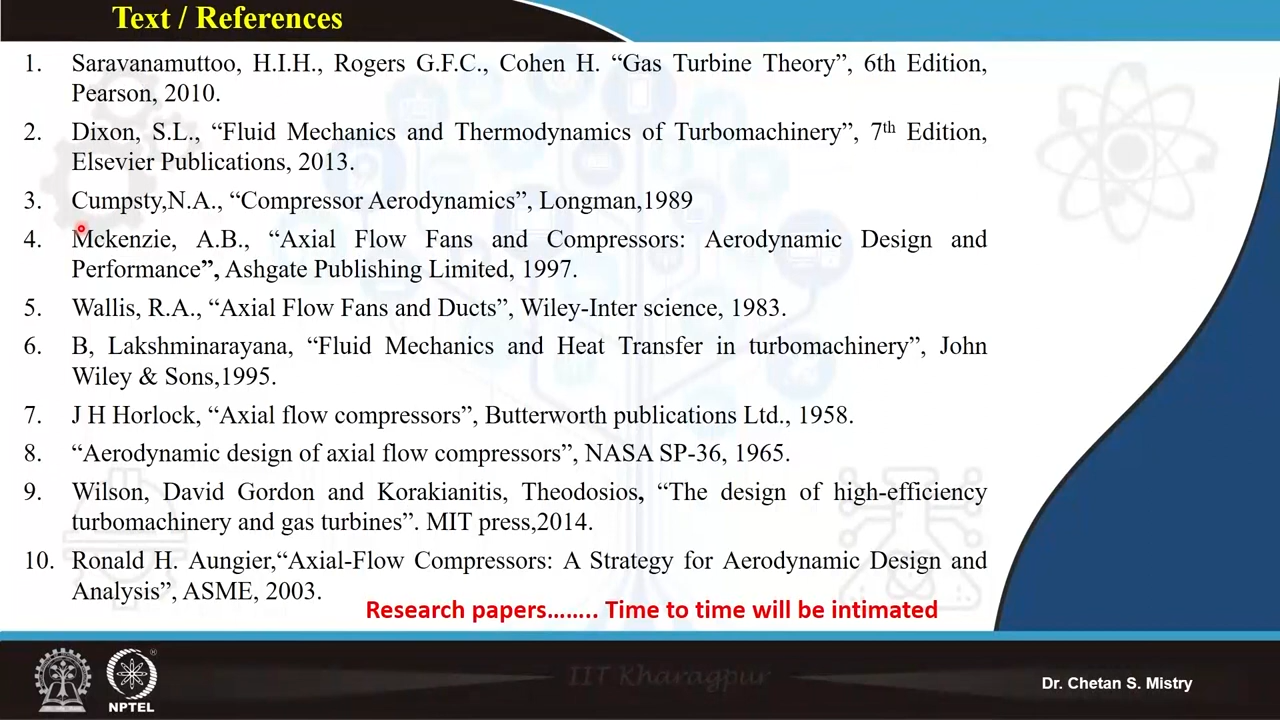 Text / References
1. Saravanamuttoo, H.I.H., Rogers G.F.C., Cohen H. “Gas Turbine Theory”, 6th Edition,
Pearson, 2010.
2. Dixon, S.L., “Fluid Mechanics and Thermodynamics of Turbomachinery”, 7th Edition,
Elsevier Publications, 2013.
3. Cumpsty,N.A., “Compressor Aerodynamics”, Longman,1989
4. Mckenzie, A.B., “Axial Flow Fans and Compressors: Aerodynamic Design and
Performance”, Ashgate Publishing Limited, 1997.
5. Wallis, R.A., “Axial Flow Fans and Ducts”, Wiley-Inter science, 1983.
6. B, Lakshminarayana, “Fluid Mechanics and Heat Transfer in turbomachinery”, John
Wiley & Sons,1995.
7. J H Horlock, “Axial flow compressors”, Butterworth publications Ltd., 1958.
8. “Aerodynamic design of axial flow compressors”, NASA SP-36, 1965.
9. Wilson, David Gordon and Korakianitis, Theodosios, “The design of high-efficiency
turbomachinery and gas turbines”. MIT press,2014.
10. Ronald H. Aungier,“Axial-Flow Compressors: A Strategy for Aerodynamic Design and
Analysis”, ASME, 2003.
Research papers…….. Time to time will be intimated
IIT Kharagpur
NPTEL
Dr. Chetan S. Mistry